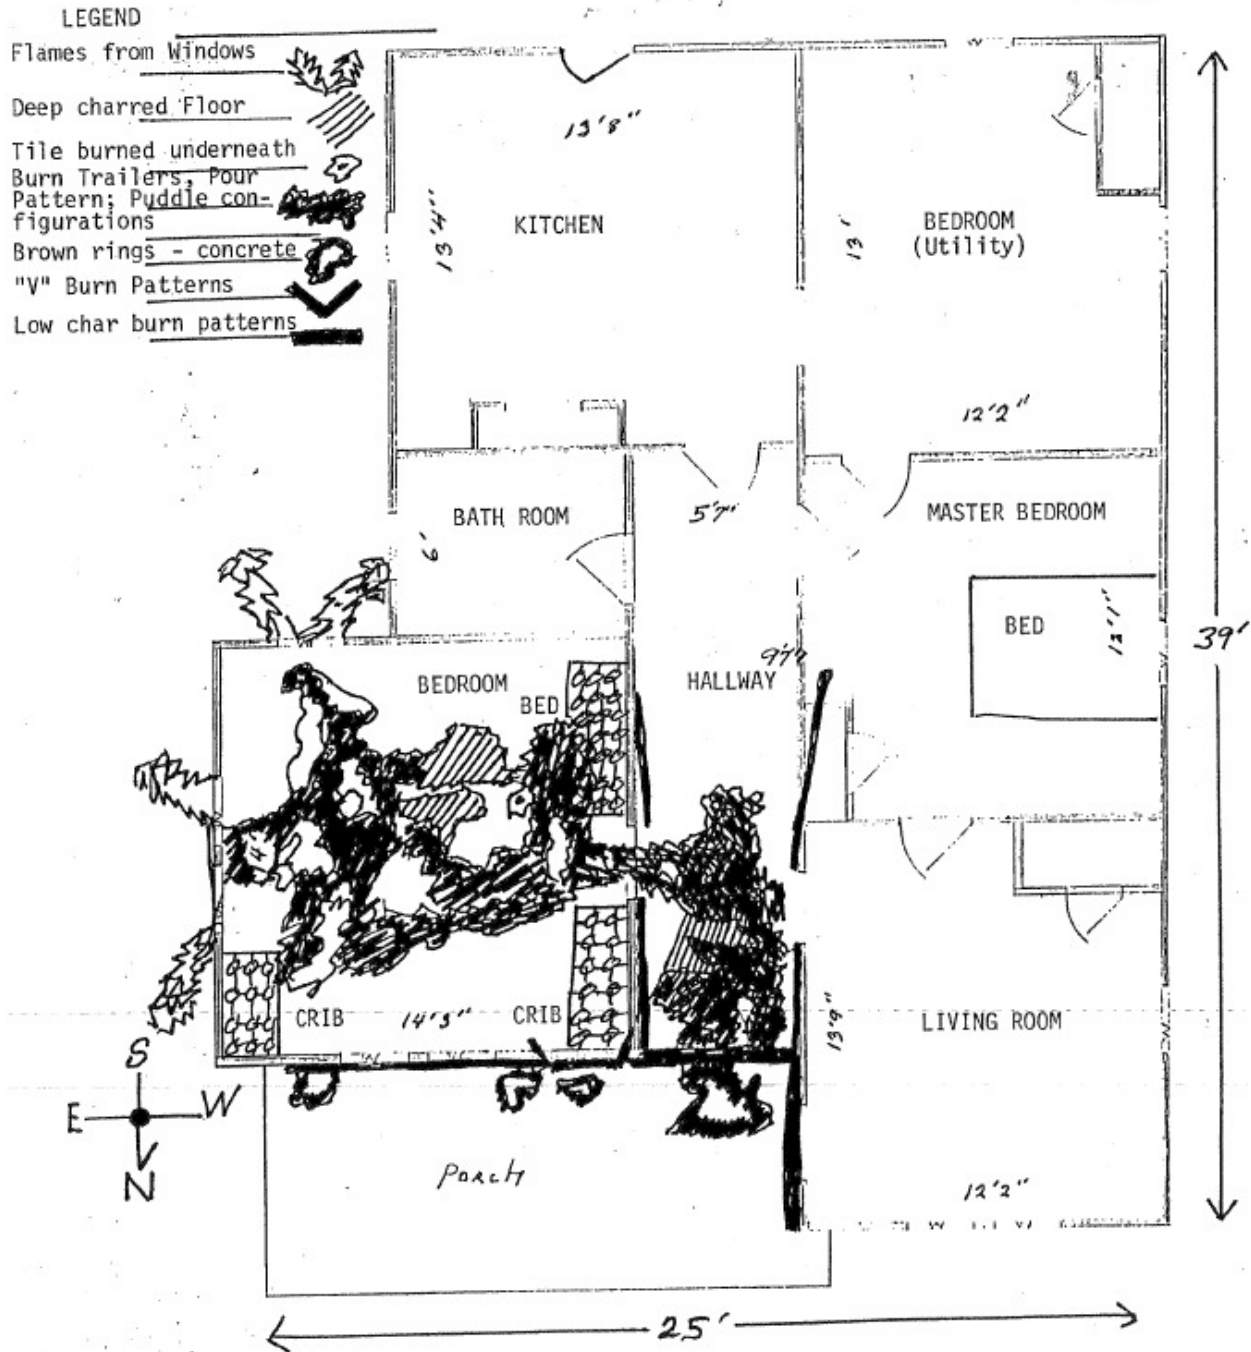 LEGEND
Flames from Windows
Deep charred Floor
Tile burned underneath
Burn Trailers, Pour
Pattern; Puddle con-
figurations
Brown rings - concrete
"V" Burn Patterns
Low char burn patterns
13'8"
13'4"
KITCHEN
13'
BEDROOM
(Utility)
12'2"
BATH ROOM
6'
5'7"
MASTER BEDROOM
BED
39'
BEDROOM
BED
HALLWAY
9'7"
CRIB
14'3"
CRIB
13'9"
LIVING ROOM
S
E
W
N
Porch
12'2"
25'